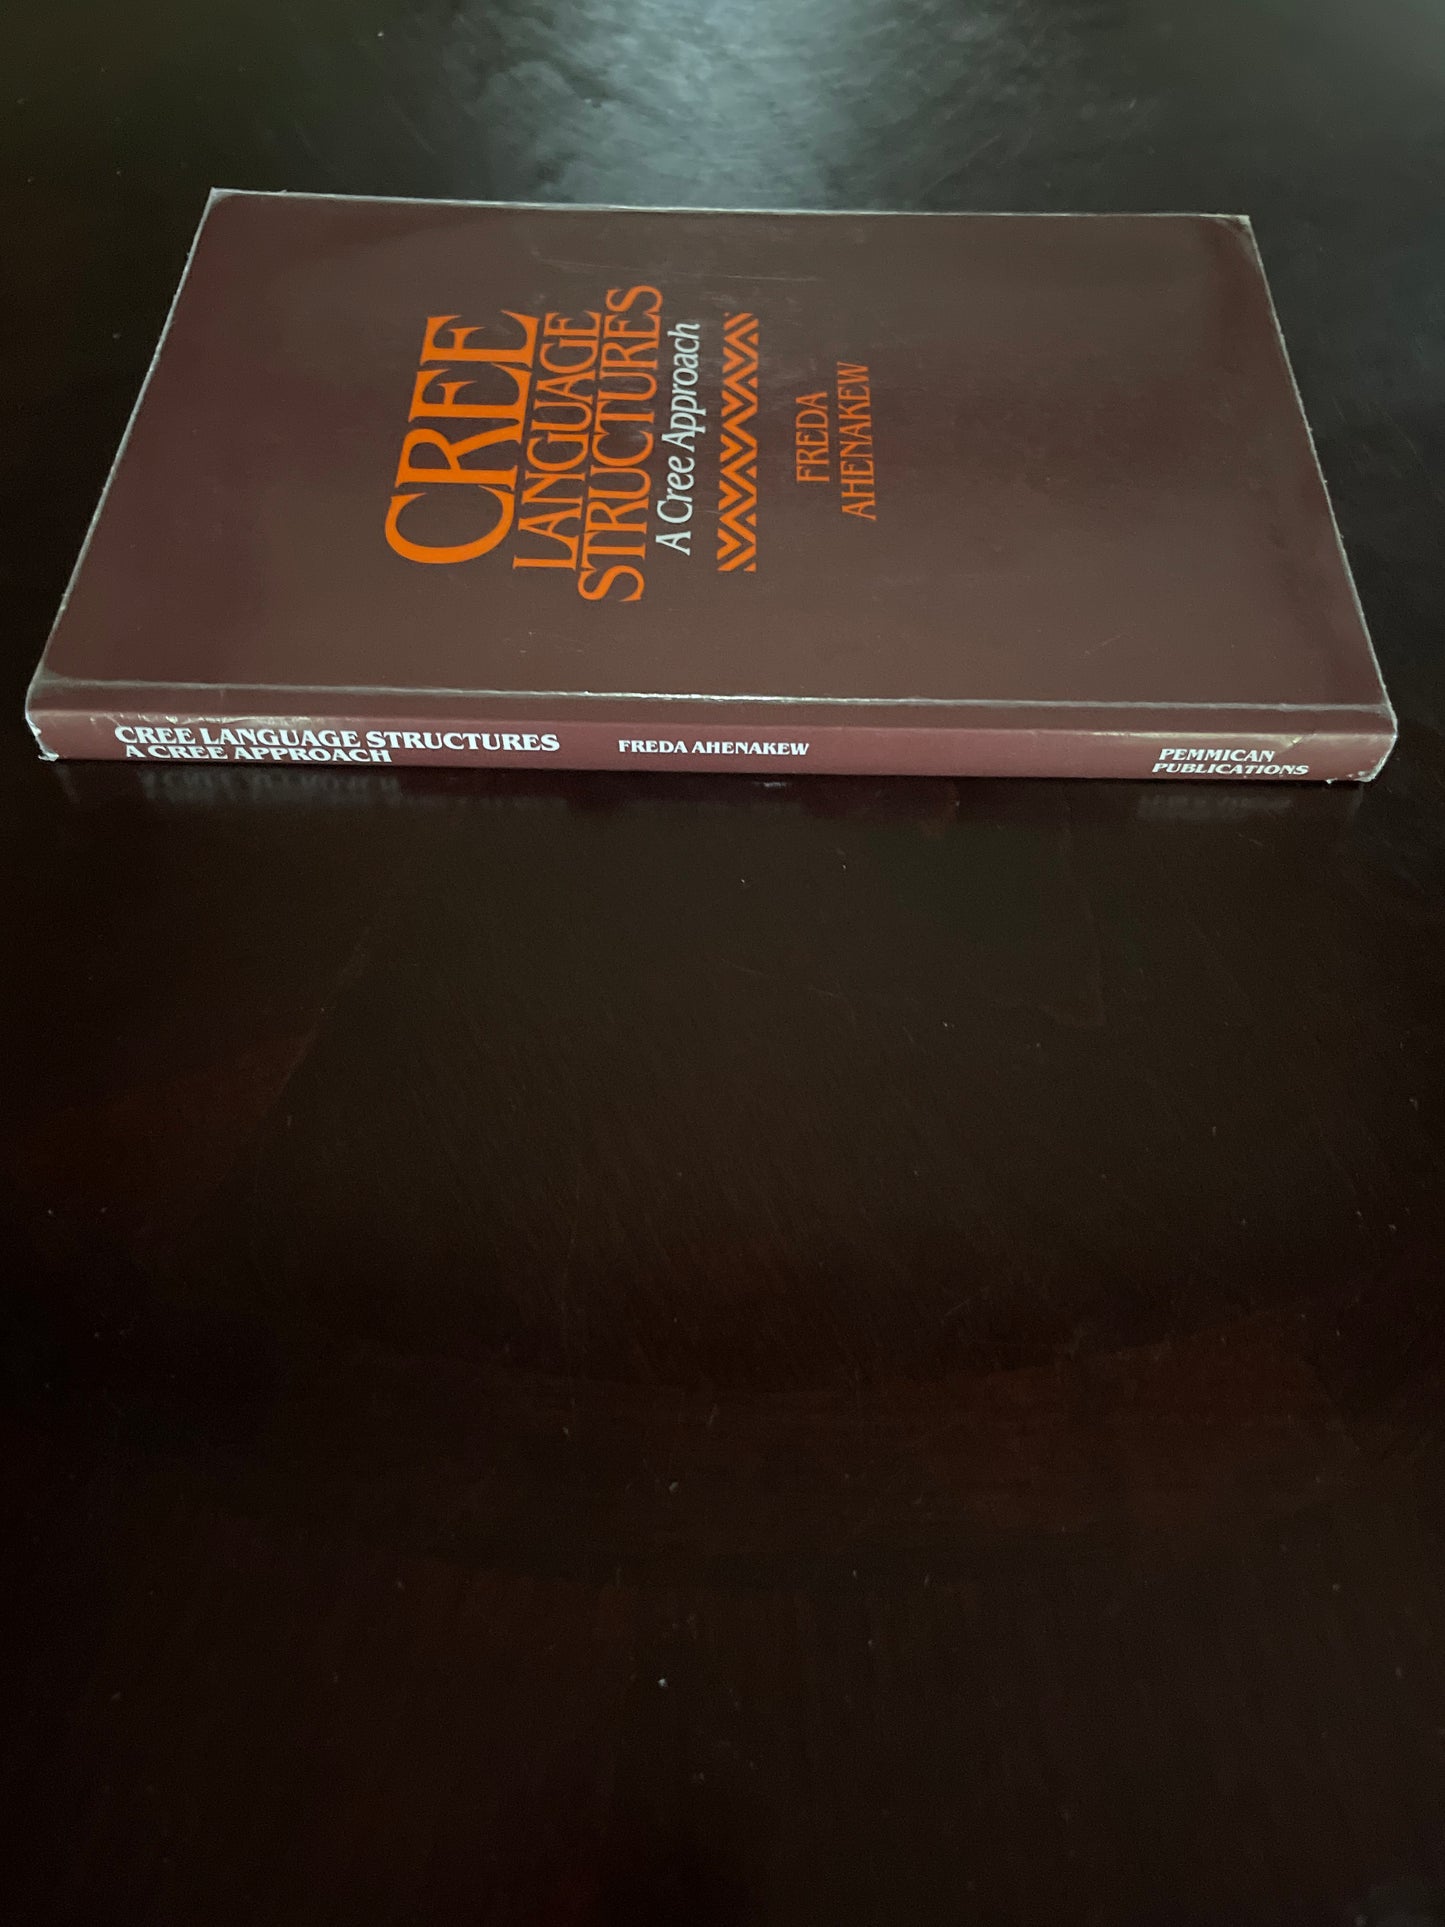 CREE
LANGUAGE
STRUCTURES
A Cree Approach
FREDA
AHENAKEW
CREE LANGUAGE STRUCTURES
A CREE APPROACH
FREDA AHENAKEW
PEMMICAN
PUBLICATIONS